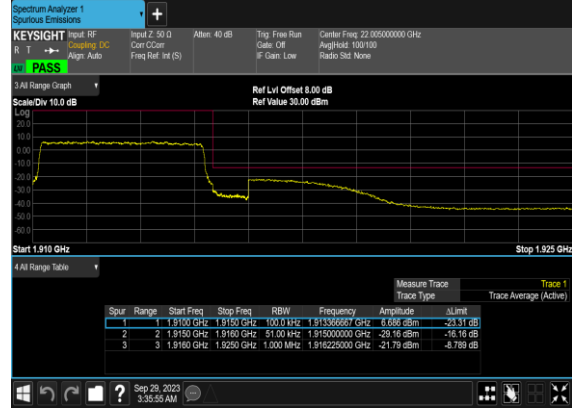 Spectrum Analyzer 1
Spurious Emissions
+
KEYSIGHT Input: RF Input Z: 50 Ω Atten: 40 dB Trig: Free Run Center Freq: 22.005000000 GHz
R T Coupling: DC Corr CCorr Gate: Off Avg|Hold: 100/100
Align: Auto Freq Ref: Int (S) IF Gain: Low Radio Std: None
PASS
3 All Range Graph
Ref Lvl Offset 8.00 dB
Scale/Div 10.0 dB Ref Value 30.00 dBm
Log
20.0
10.0
0.00
-10.0
-20.0
-30.0
-40.0
-50.0
-60.0
Start 1.910 GHz Stop 1.925 GHz
4 All Range Table
Measure Trace Trace 1
Trace Type Trace Average (Active)
Spur Range Start Freq Stop Freq RBW Frequency Amplitude ΔLimit
1 1 1.9100 GHz 1.9150 GHz 100.0 kHz 1.913366667 GHz 6.686 dBm -23.31 dB
2 2 1.9150 GHz 1.9160 GHz 51.00 kHz 1.915000000 GHz -29.16 dBm -16.16 dB
3 3 1.9160 GHz 1.9250 GHz 1.000 MHz 1.916225000 GHz -21.79 dBm -8.789 dB
? Sep 29, 2023
3:35:55 AM